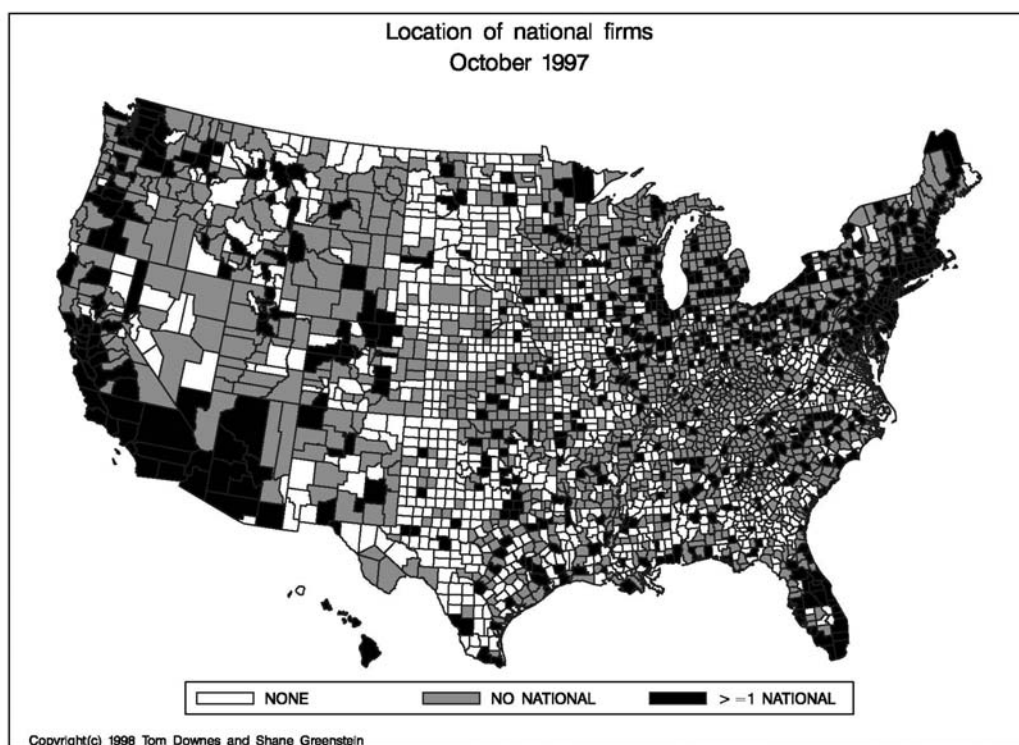 Location of national firms
October 1997
NONE NO NATIONAL > =1 NATIONAL
Copyright(c) 1998 Tom Downes and Shane Greenstein